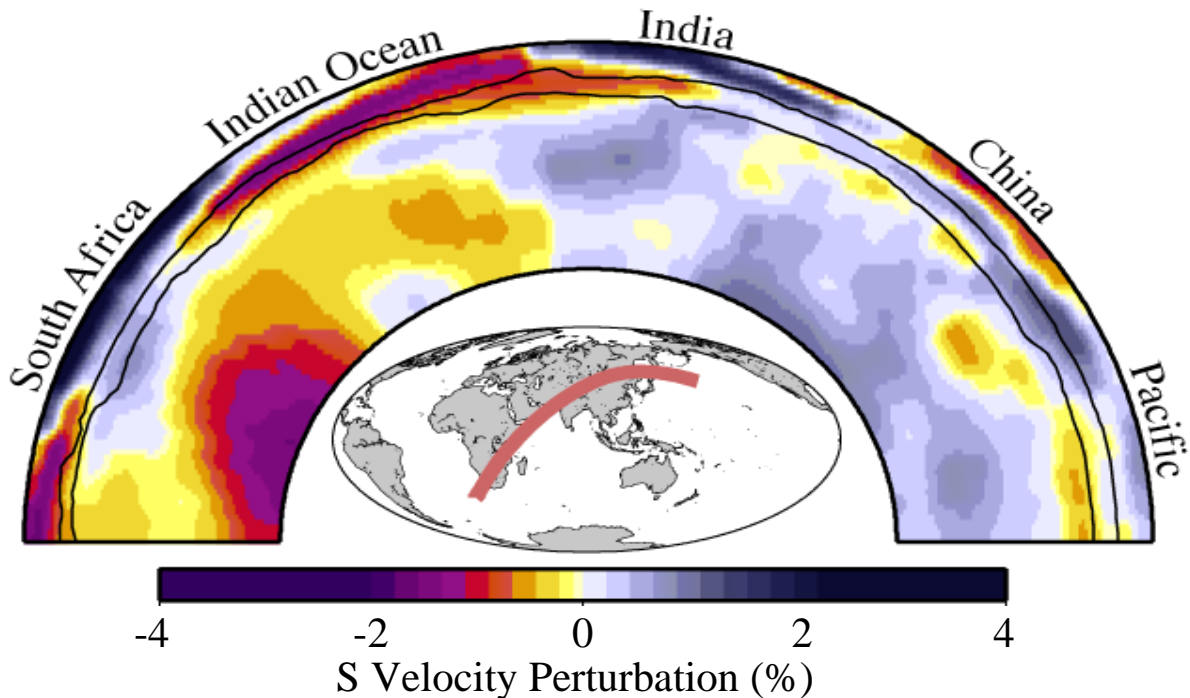 South Africa
Indian Ocean
India
China
Pacific
-4 -2 0 2 4
S Velocity Perturbation (%)